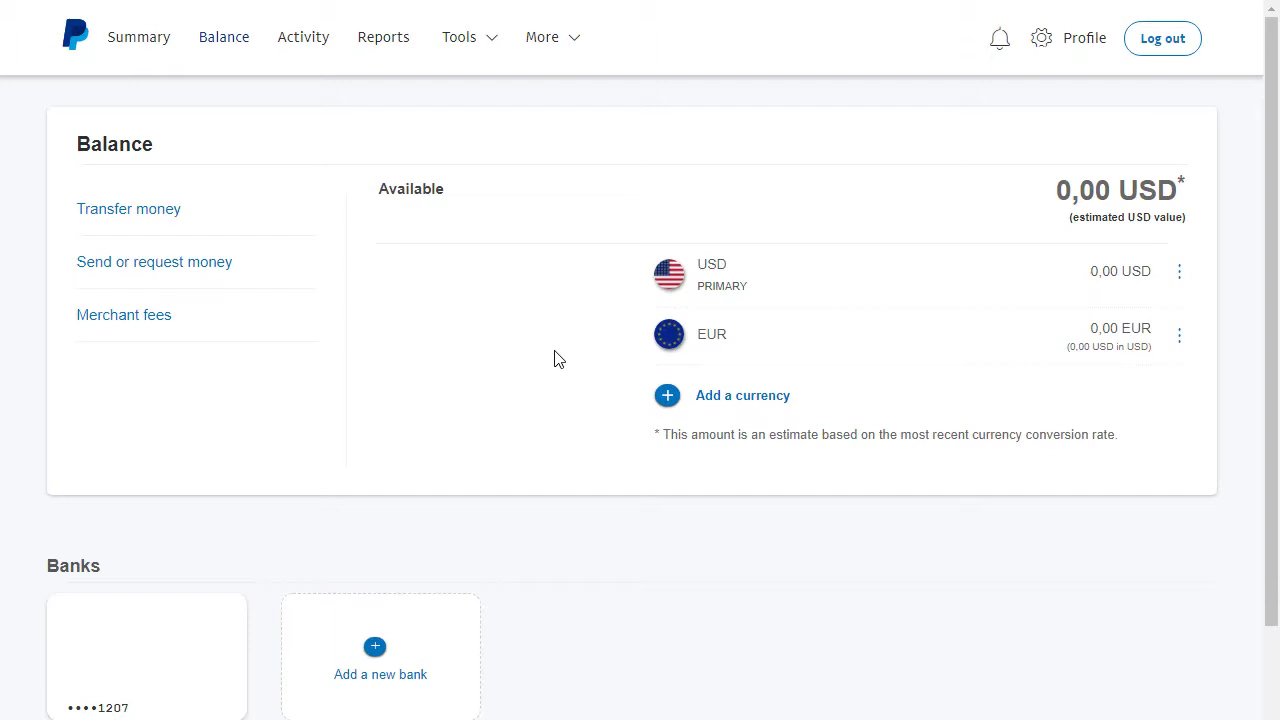 Summary Balance Activity Reports Tools More Profile Log out
Balance
Transfer money
Send or request money
Merchant fees
Available
0,00 USD*
(estimated USD value)
USD
PRIMARY
0,00 USD
EUR
0,00 EUR
(0,00 USD in USD)
Add a currency
* This amount is an estimate based on the most recent currency conversion rate.
Banks
••••1207
Add a new bank